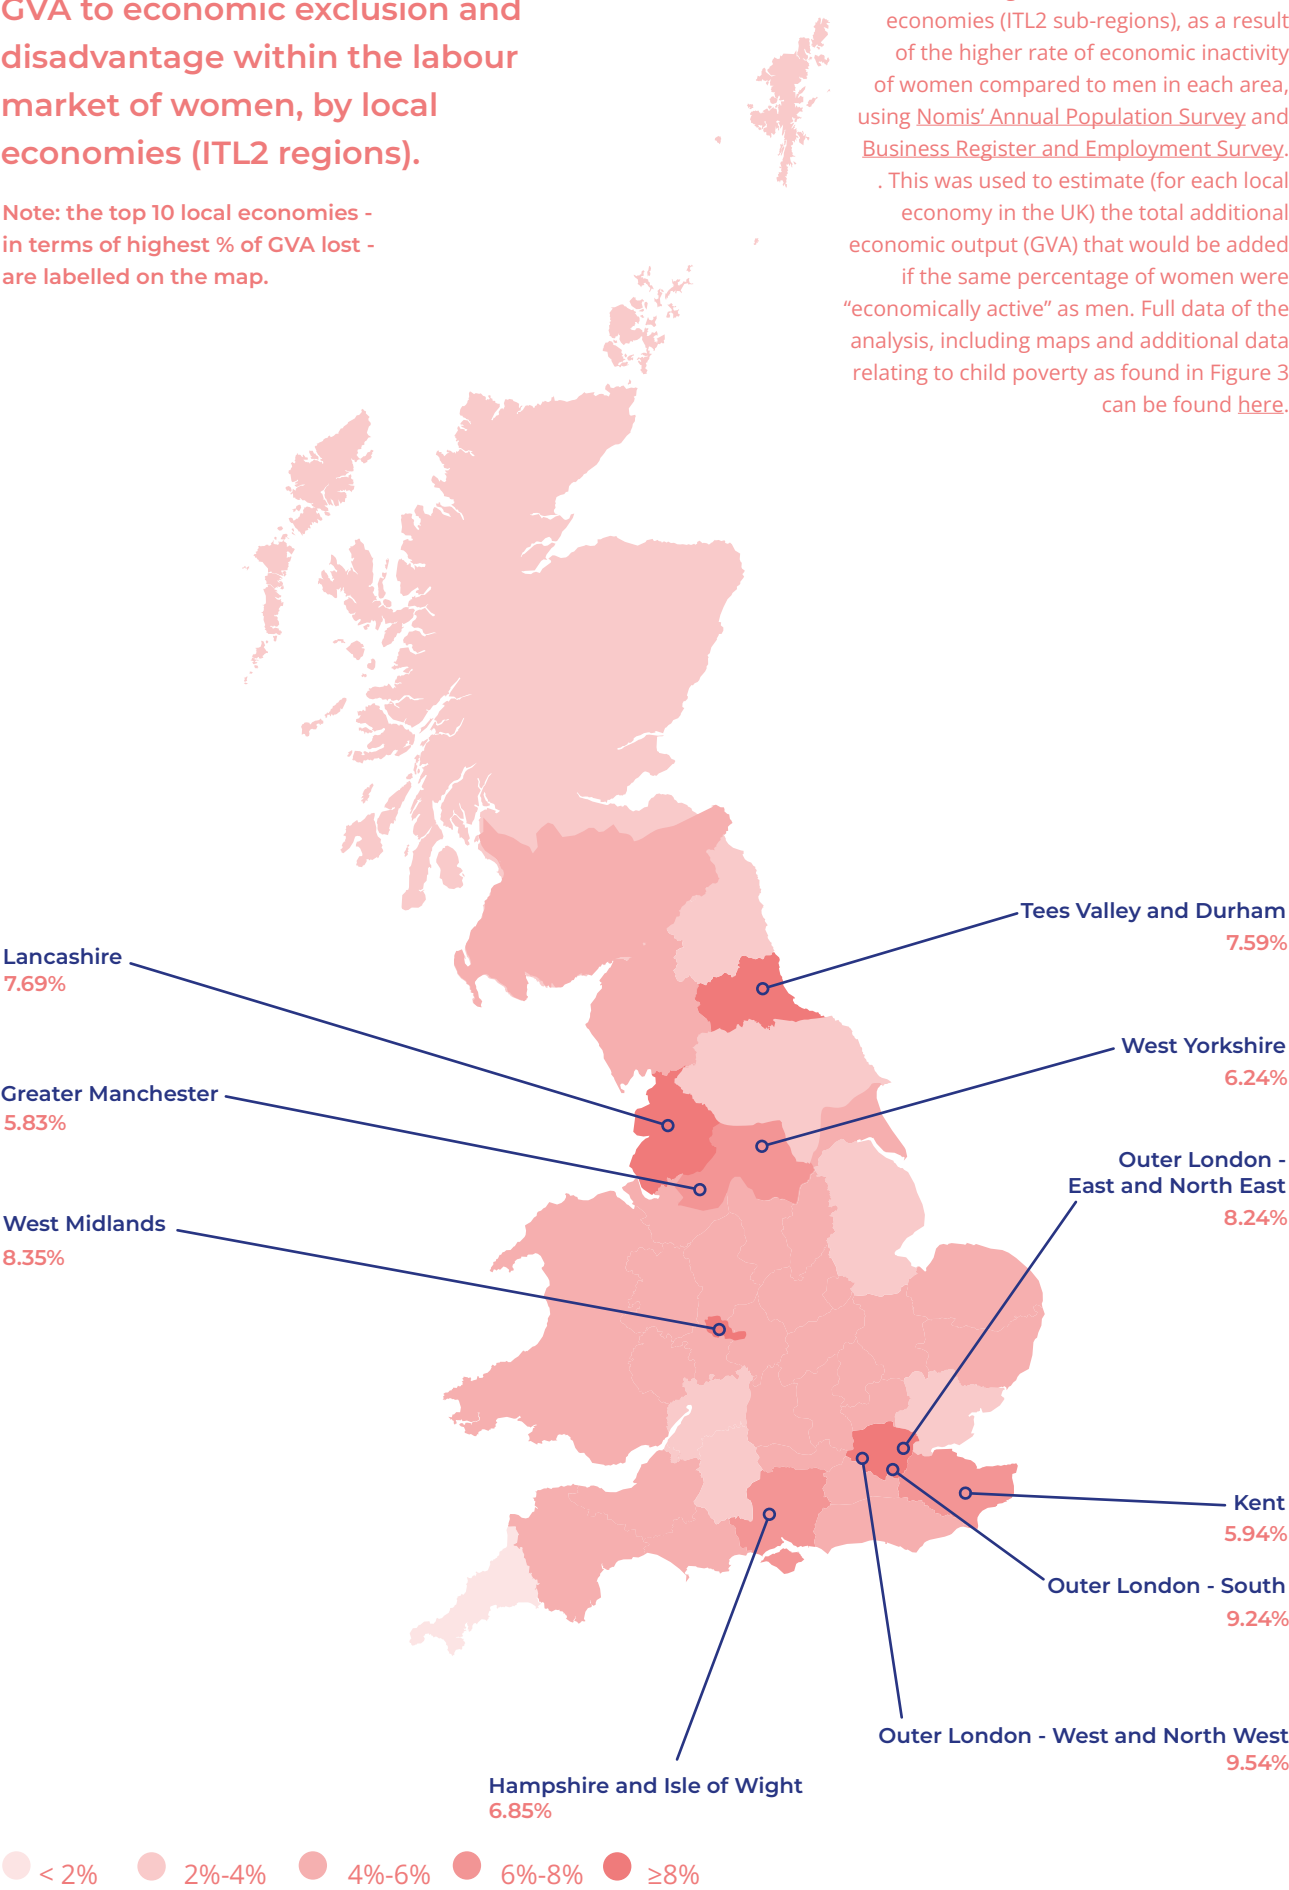 GVA to economic exclusion and
disadvantage within the labour
market of women, by local
economies (ITL2 regions).
Note: the top 10 local economies -
in terms of highest % of GVA lost -
are labelled on the map.
economies (ITL2 sub-regions), as a result
of the higher rate of economic inactivity
of women compared to men in each area,
using Nomis’ Annual Population Survey and
Business Register and Employment Survey.
. This was used to estimate (for each local
economy in the UK) the total additional
economic output (GVA) that would be added
if the same percentage of women were
“economically active” as men. Full data of the
analysis, including maps and additional data
relating to child poverty as found in Figure 3
can be found here.
Tees Valley and Durham
7.59%
Lancashire
7.69%
West Yorkshire
6.24%
Greater Manchester
5.83%
Outer London -
East and North East
8.24%
West Midlands
8.35%
Kent
5.94%
Outer London - South
9.24%
Outer London - West and North West
9.54%
Hampshire and Isle of Wight
6.85%
< 2% 2%-4% 4%-6% 6%-8% ≥8%